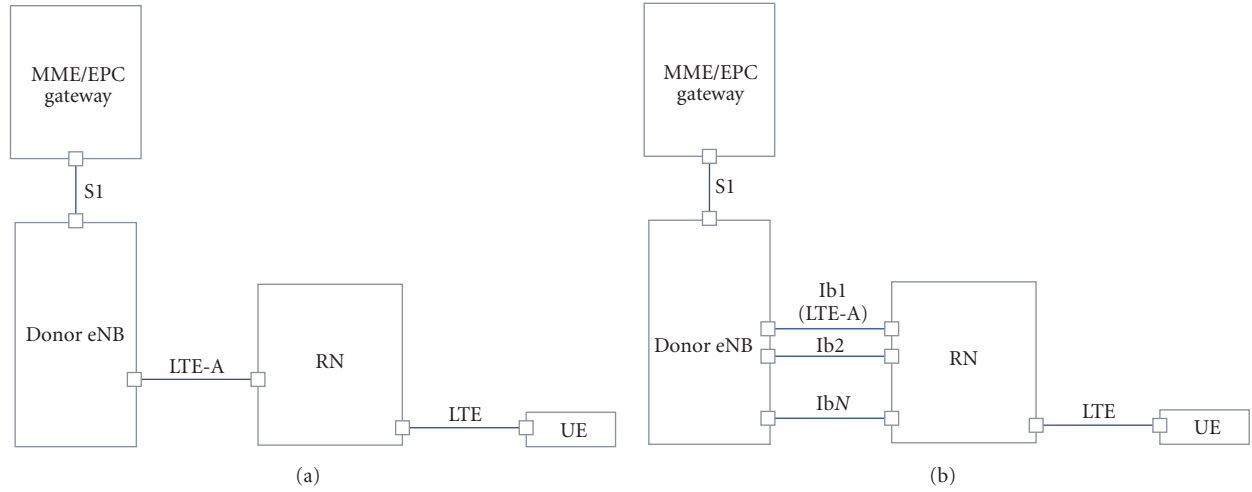 MME/EPC
gateway
S1
Donor eNB
LTE-A
RN
LTE
UE
(a)
MME/EPC
gateway
S1
Donor eNB
Ib1
(LTE-A)
Ib2
IbN
RN
LTE
UE
(b)